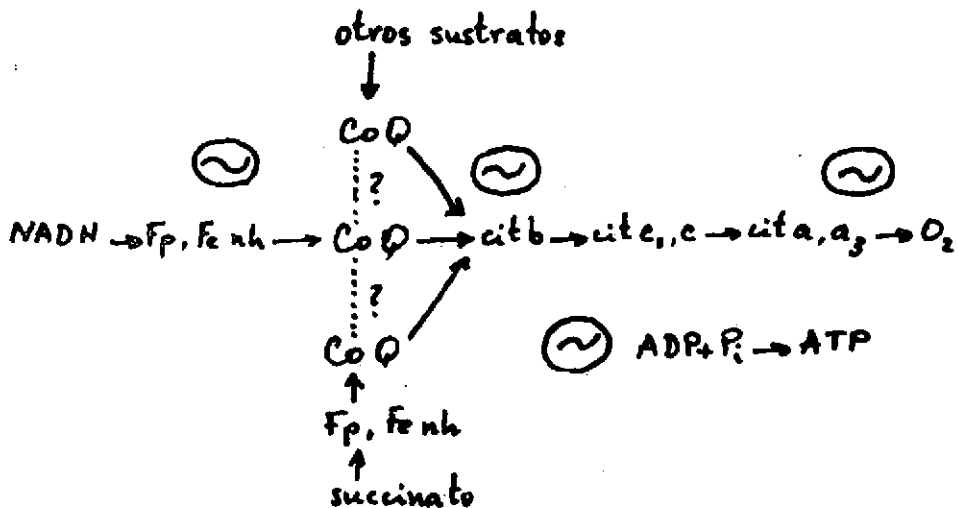 otros sustratos
CoQ
~ ~ ~
?
NADH → Fp, Fe nh → CoQ → cit b → cit c₁, c → cit a, a₃ → O₂
?
CoQ
~ ADP + Pi → ATP
Fp, Fe nh
succinato